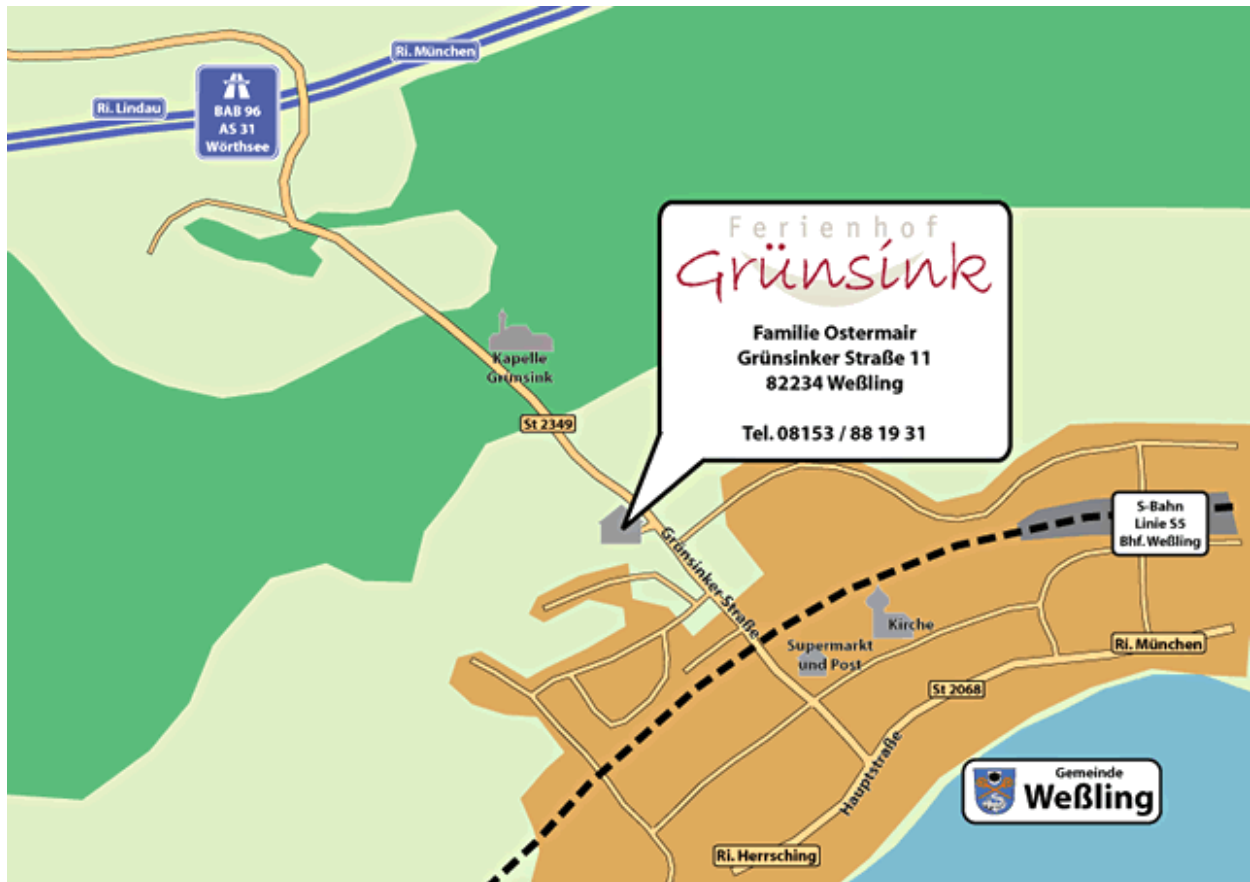 Ri. München
Ri. Lindau
BAB 96
AS 31
Wörthsee
Ferienhof
Grünsink
Familie Ostermair
Grünsinker Straße 11
82234 Weßling
Tel. 08153 / 88 19 31
Kapelle
Grünsink
St 2349
S-Bahn
Linie S5
Bhf. Weßling
Grünsinker-Straße
Kirche
Supermarkt
und Post
Ri. München
St 2068
Hauptstraße
Gemeinde
Weßling
Ri. Herrsching